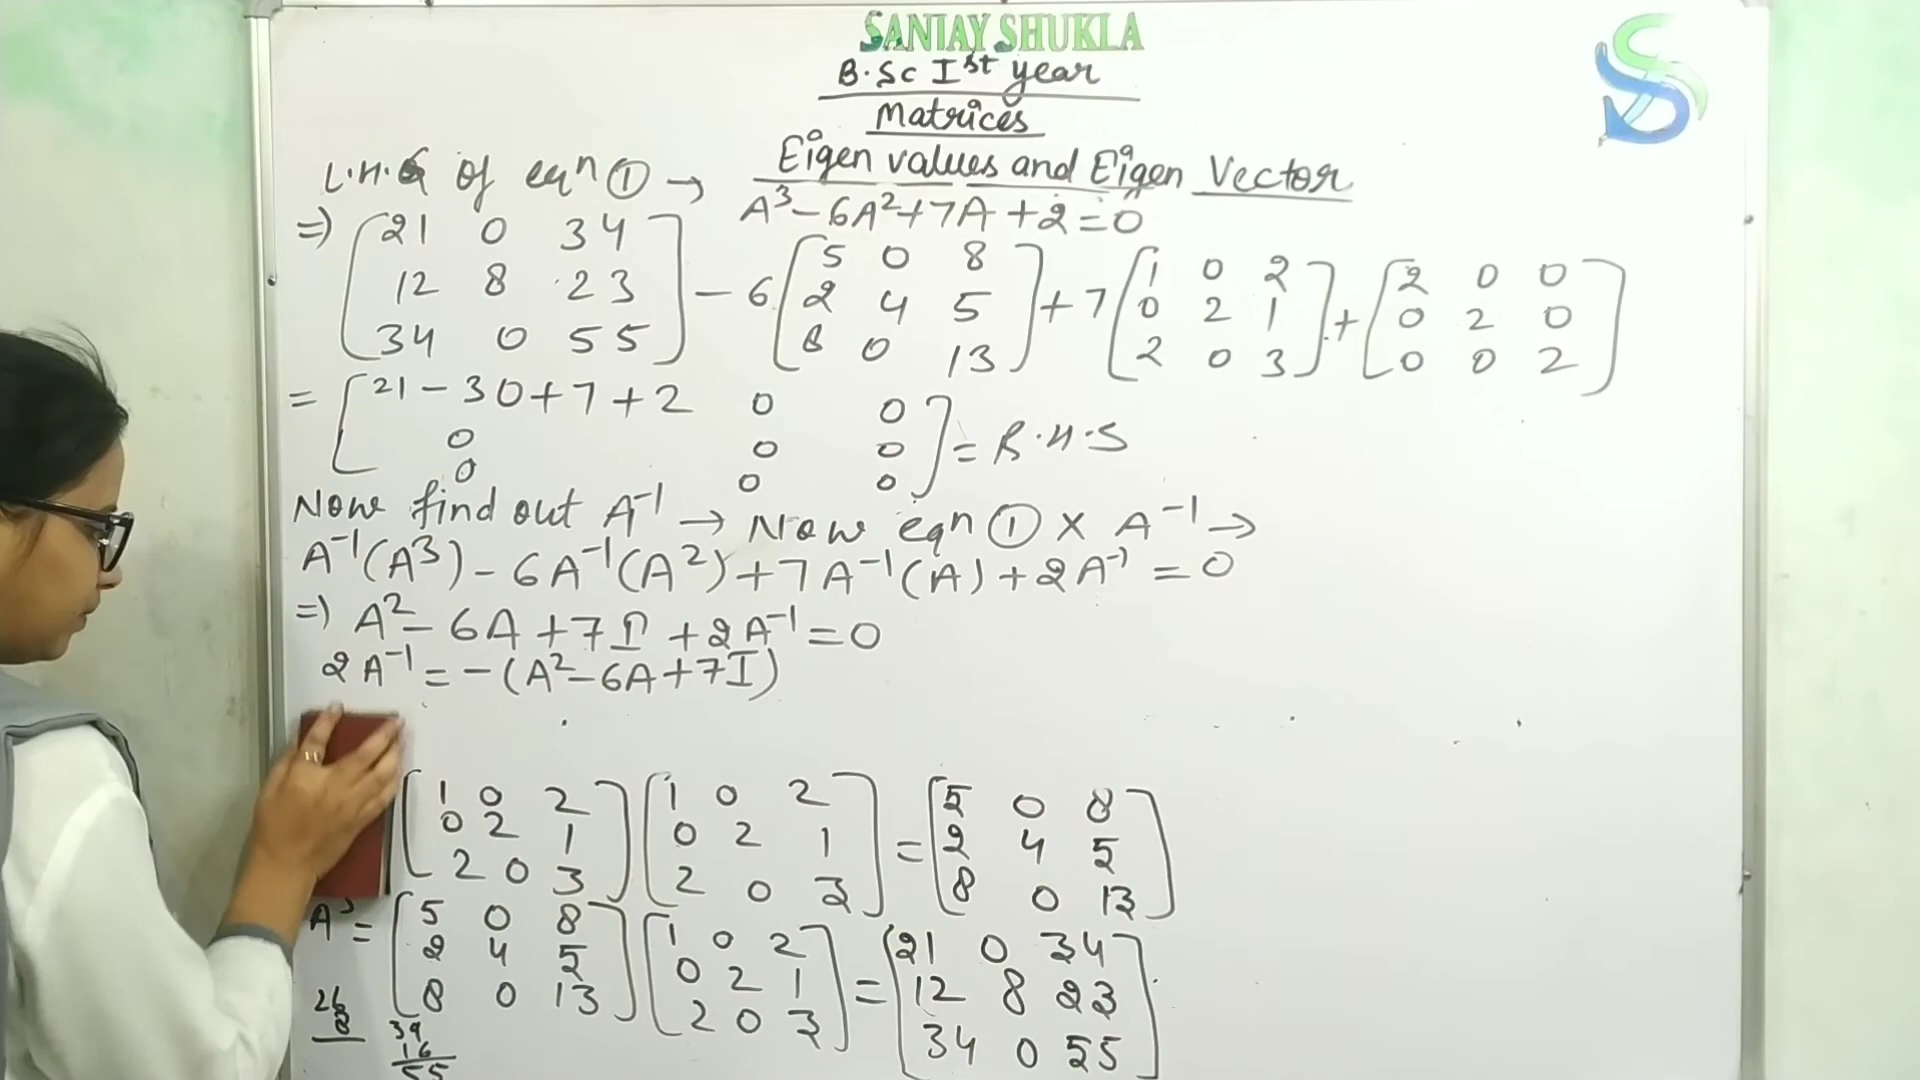 SANJAY SHUKLA
B.Sc Ist year
Matrices
Eigen values and Eigen Vector
L.H.S of eqn ① →
A³ - 6A² + 7A + 2 = 0
⇒ [21 0 34
12 8 23
34 0 55] - 6 [5 0 8
2 4 5
8 0 13] + 7 [1 0 2
0 2 1
2 0 3] + [2 0 0
0 2 0
0 0 2]
= [21-30+7+2 0 0
0 0 0
0 0 0] = R.H.S
Now find out A⁻¹ → Now eqn ① × A⁻¹ →
A⁻¹(A³) - 6A⁻¹(A²) + 7A⁻¹(A) + 2A⁻¹ = 0
⇒ A² - 6A + 7I + 2A⁻¹ = 0
2A⁻¹ = -(A² - 6A + 7I)
[1 0 2
0 2 1
2 0 3] [1 0 2
0 2 1
2 0 3] = [5 0 8
2 4 5
8 0 13]
A³ = [5 0 8
2 4 5
8 0 13] [1 0 2
0 2 1
2 0 3] = [21 0 34
12 8 23
34 0 55]
26
8
39
16
55